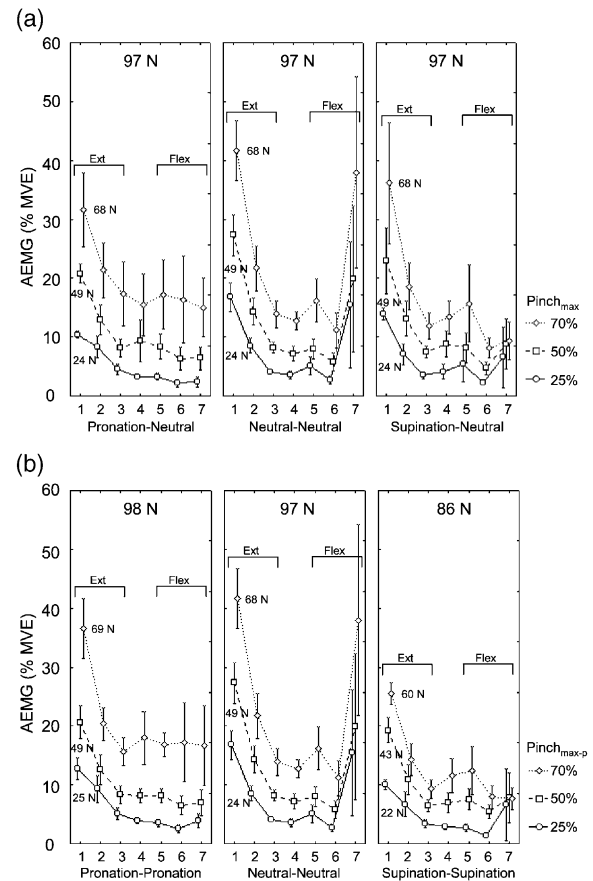 (a)
60
50
40
30
20
10
0
AEMG (% MVE)
97 N
97 N
97 N
Ext
Flex
Ext
Flex
Ext
Flex
68 N
49 N
24 N
68 N
49 N
24 N
68 N
49 N
24 N
Pinchmax
70%
50%
25%
1 2 3 4 5 6 7
1 2 3 4 5 6 7
1 2 3 4 5 6 7
Pronation-Neutral
Neutral-Neutral
Supination-Neutral
(b)
60
50
40
30
20
10
0
AEMG (% MVE)
98 N
97 N
86 N
Ext
Flex
Ext
Flex
Ext
Flex
69 N
49 N
25 N
68 N
49 N
24 N
60 N
43 N
22 N
Pinchmax-p
70%
50%
25%
1 2 3 4 5 6 7
1 2 3 4 5 6 7
1 2 3 4 5 6 7
Pronation-Pronation
Neutral-Neutral
Supination-Supination